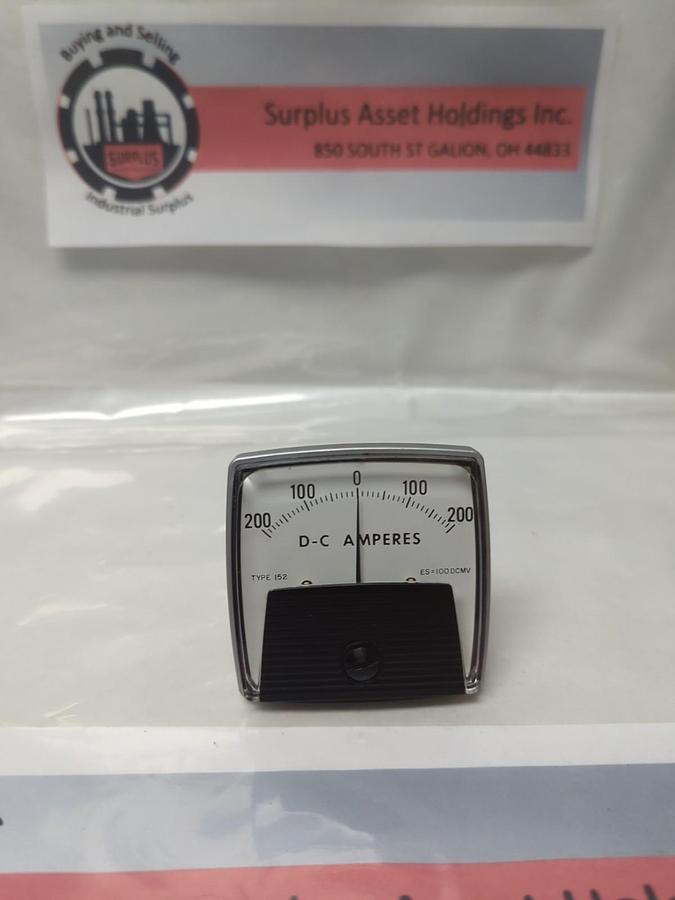 Buying and Selling
SURPLUS
Industrial Surplus
Surplus Asset Holdings Inc.
850 SOUTH ST GALION, OH 44833
200 100 0 100 200
D-C AMPERES
TYPE 152 ES=100DCMV